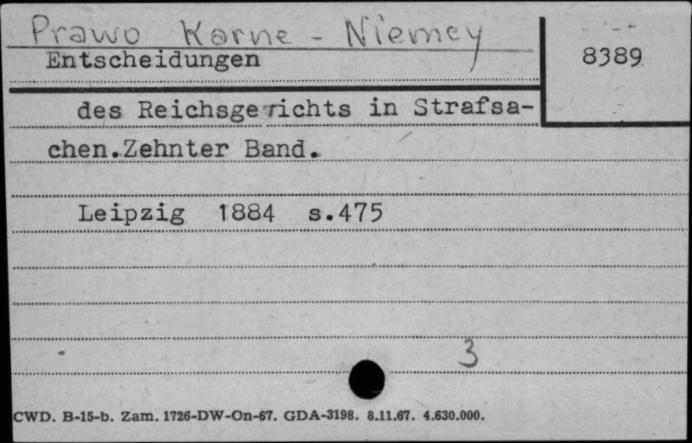 Prawo Karne - Niemcy
Entscheidungen
8389
des Reichsgerichts in Strafsa-
chen.Zehnter Band.
Leipzig 1884 s.475
3
CWD. B-15-b. Zam. 1726-DW-On-67. GDA-3198. 8.11.67. 4.630.000.